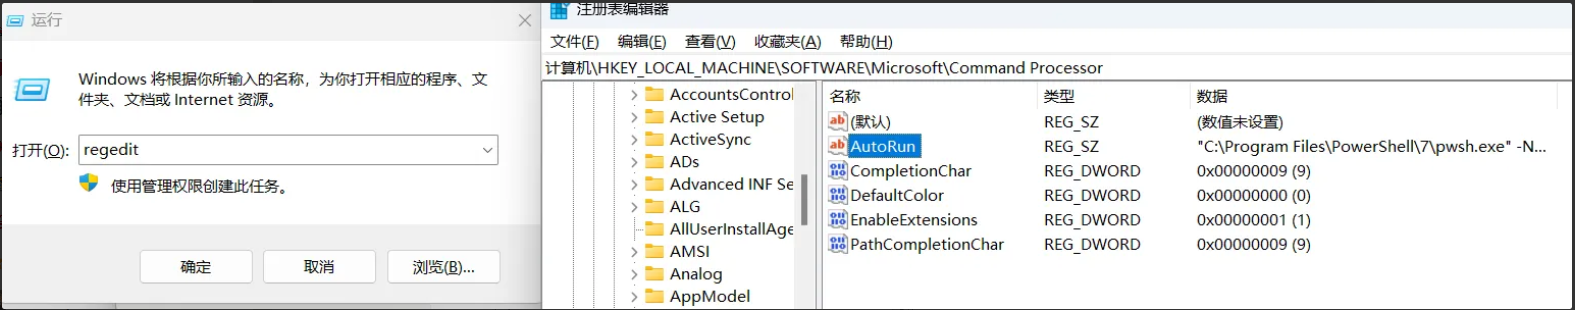 运行
Windows 将根据你所输入的名称，为你打开相应的程序、文
件夹、文档或 Internet 资源。
打开(O):
regedit
使用管理权限创建此任务。
确定
取消
浏览(B)...
注册表编辑器
文件(F) 编辑(E) 查看(V) 收藏夹(A) 帮助(H)
计算机\HKEY_LOCAL_MACHINE\SOFTWARE\Microsoft\Command Processor
AccountsControl
Active Setup
ActiveSync
ADs
Advanced INF Se
ALG
AllUserInstallAge
AMSI
Analog
AppModel
名称 类型 数据
(默认) REG_SZ (数值未设置)
AutoRun REG_SZ "C:\Program Files\PowerShell\7\pwsh.exe" -N...
CompletionChar REG_DWORD 0x00000009 (9)
DefaultColor REG_DWORD 0x00000000 (0)
EnableExtensions REG_DWORD 0x00000001 (1)
PathCompletionChar REG_DWORD 0x00000009 (9)